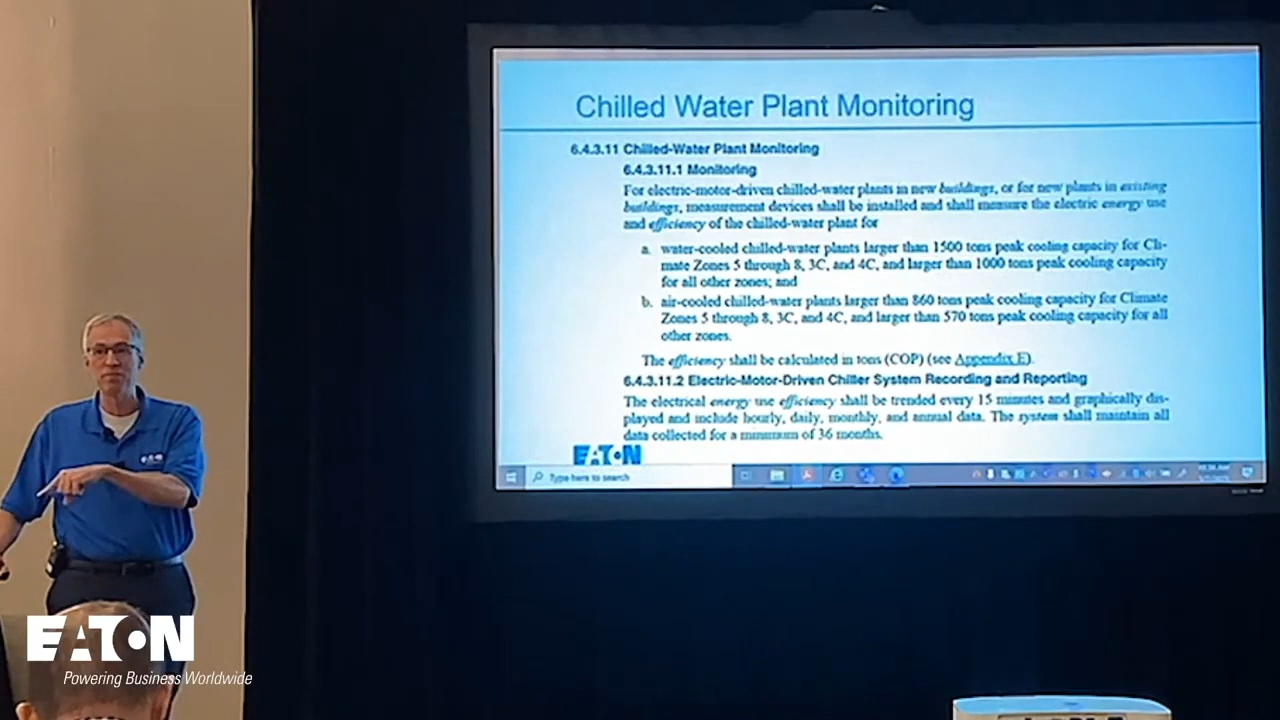 Chilled Water Plant Monitoring
6.4.3.11 Chilled-Water Plant Monitoring
6.4.3.11.1 Monitoring
For electric-motor-driven chilled-water plants in new buildings, or for new plants in existing
buildings, measurement devices shall be installed and shall measure the electric energy use
and efficiency of the chilled-water plant for
a. water-cooled chilled-water plants larger than 1500 tons peak cooling capacity for Cli-
mate Zones 5 through 8, 3C, and 4C, and larger than 1000 tons peak cooling capacity
for all other zones; and
b. air-cooled chilled-water plants larger than 860 tons peak cooling capacity for Climate
Zones 5 through 8, 3C, and 4C, and larger than 570 tons peak cooling capacity for all
other zones.
The efficiency shall be calculated in tons (COP) (see Appendix E).
6.4.3.11.2 Electric-Motor-Driven Chiller System Recording and Reporting
The electrical energy use efficiency shall be trended every 15 minutes and graphically dis-
played and include hourly, daily, monthly, and annual data. The system shall maintain all
data collected for a minimum of 36 months.
EATON
Type here to search
EATON
EATON
Powering Business Worldwide